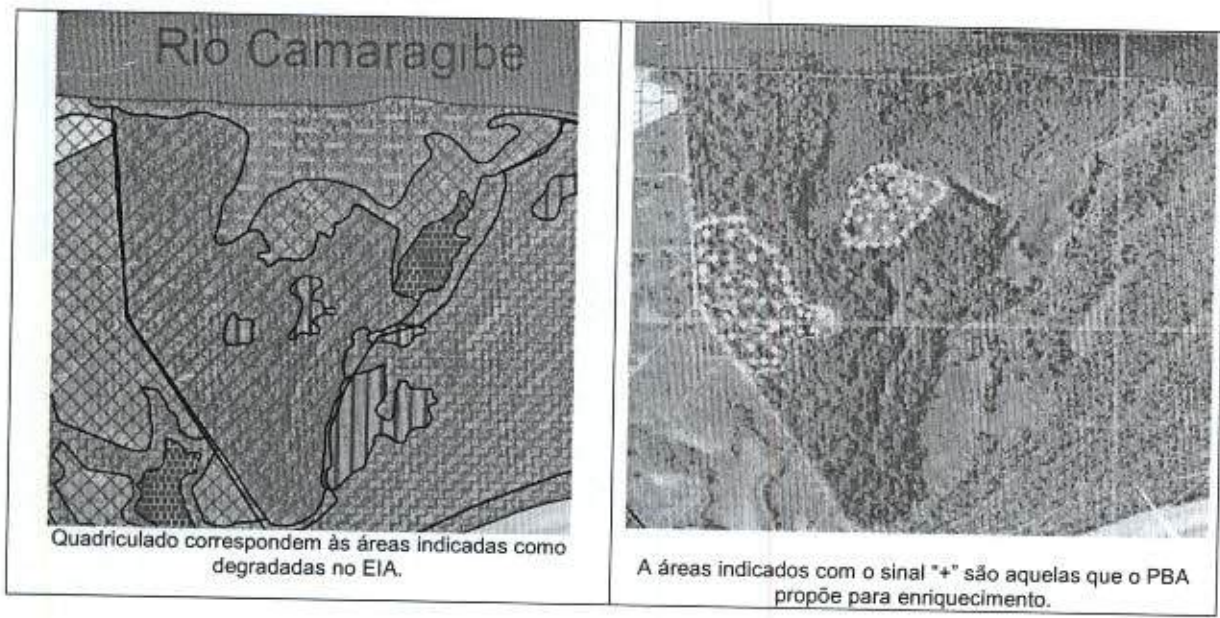 Rio Camaragibe
Quadriculado correspondem às áreas indicadas como
degradadas no EIA.
A áreas indicados com o sinal "+" são aquelas que o PBA
propõe para enriquecimento.